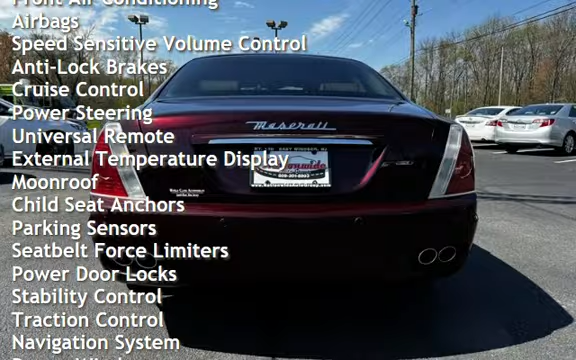 Front Air Conditioning
Airbags
Speed Sensitive Volume Control
Anti-Lock Brakes
Cruise Control
Power Steering
Universal Remote
External Temperature Display
Moonroof
Child Seat Anchors
Parking Sensors
Seatbelt Force Limiters
Power Door Locks
Stability Control
Traction Control
Navigation System
Maserati